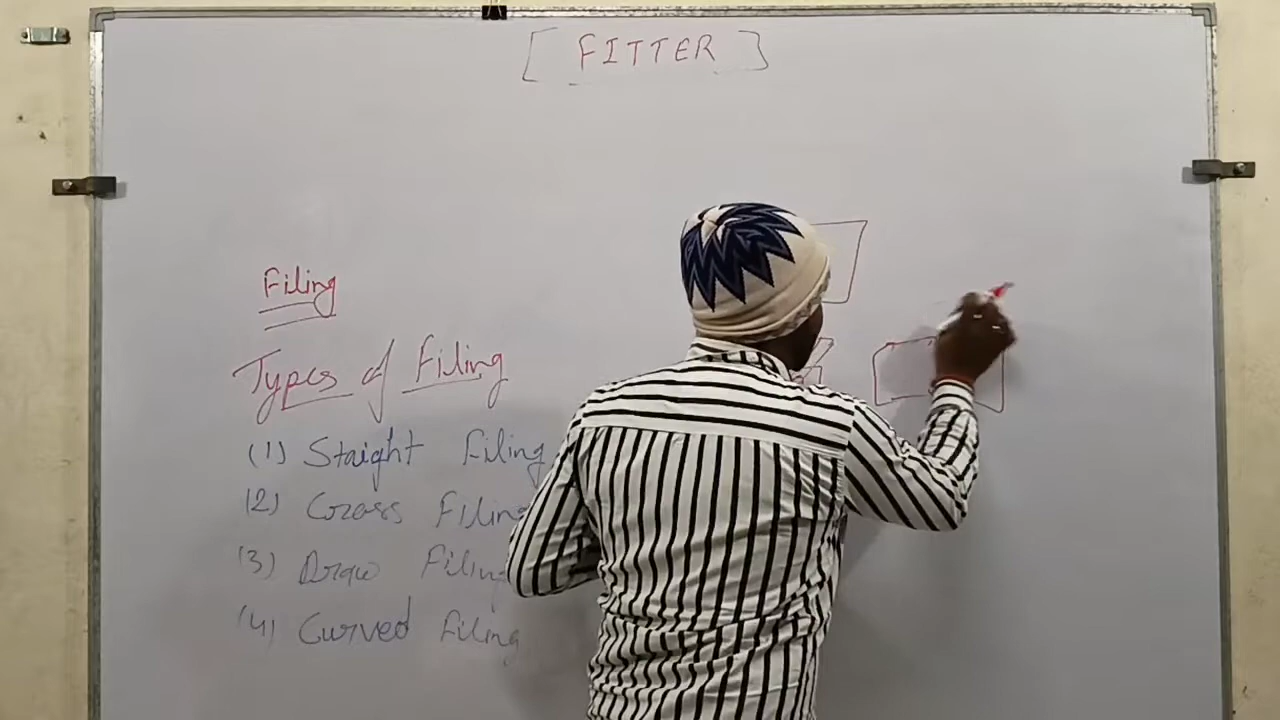 [ FITTER ]
Filing
Types of Filing
(1) Staight Filing
(2) Cross Filing
(3) Draw Filing
(4) Curved Filing